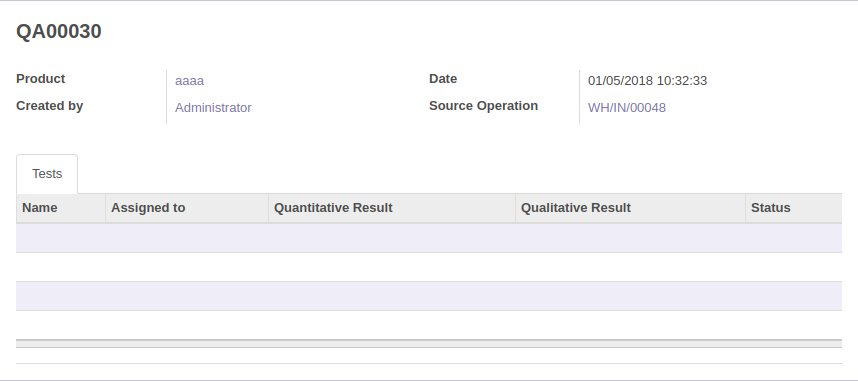 QA00030
Product aaaa Date 01/05/2018 10:32:33
Created by Administrator Source Operation WH/IN/00048
Tests
Name Assigned to Quantitative Result Qualitative Result Status